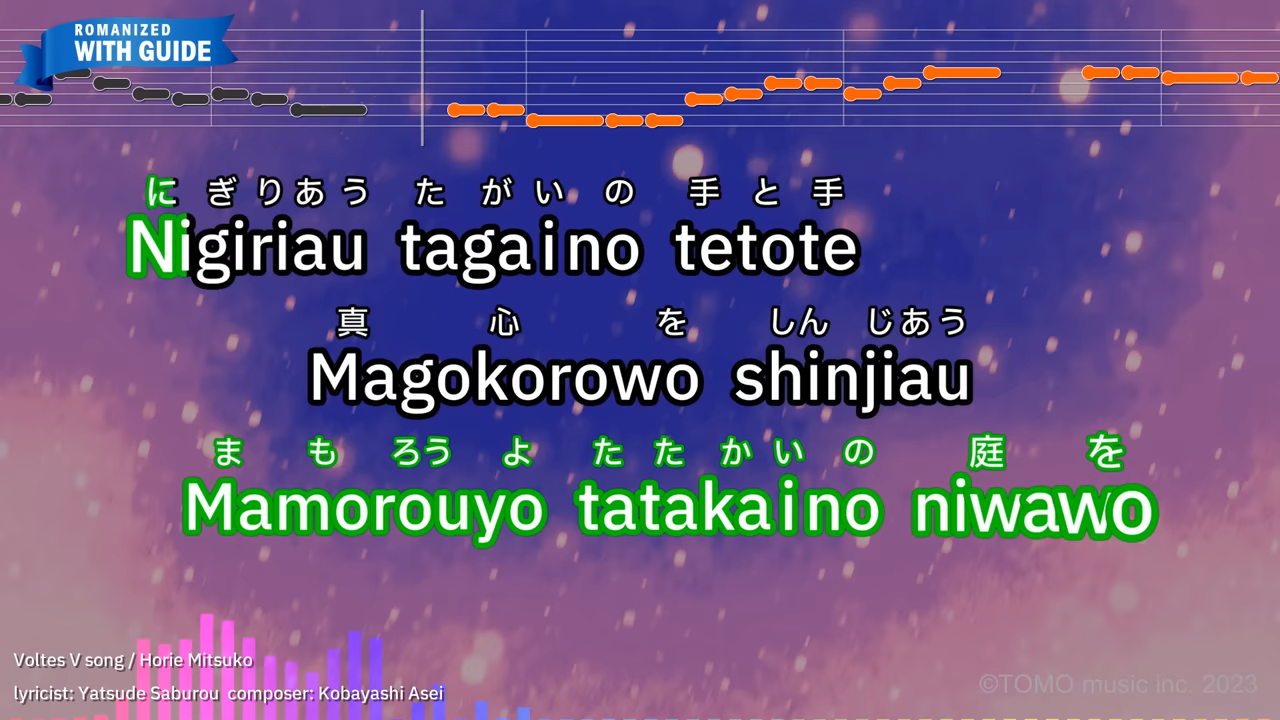 ROMANIZED
WITH GUIDE
に ぎ り あ う た が い の 手 と 手
Nigiriau tagaino tetote
真 心 を しん じあう
Magokorowo shinjiau
ま も ろう よ た た か い の 庭 を
Mamorouyo tatakaino niwawo
Voltes V song / Horie Mitsuko
lyricist: Yatsude Saburou composer: Kobayashi Asei
©TOMO music inc. 2023